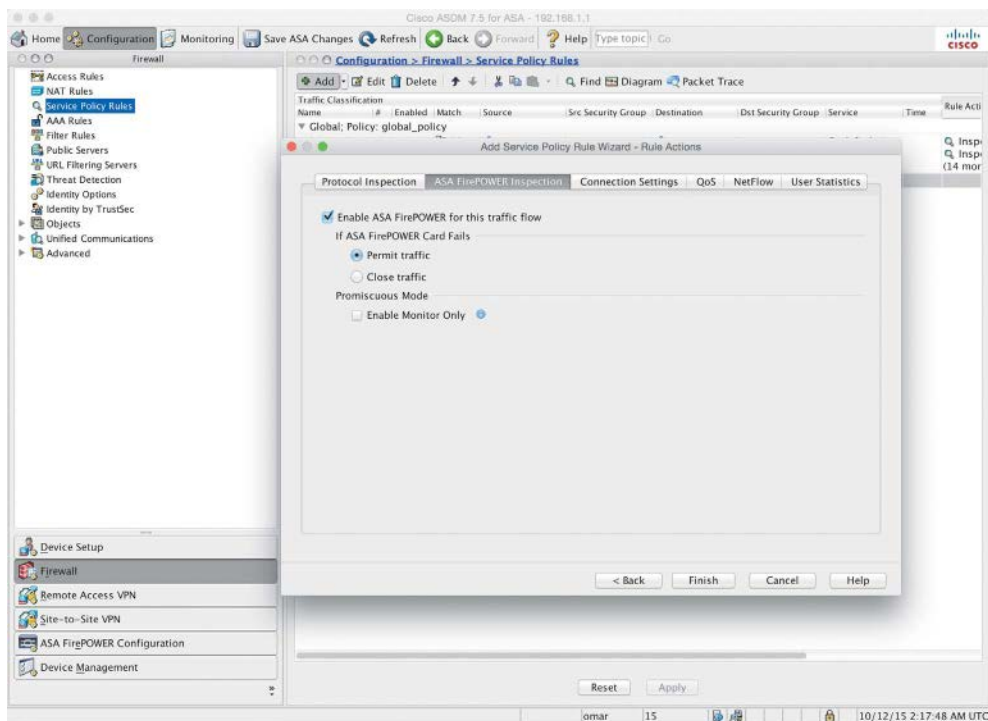 Cisco ASDM 7.5 for ASA - 192.168.1.1
Home Configuration Monitoring Save ASA Changes Refresh Back Forward Help Type topic Go
CISCO
Firewall
Access Rules
NAT Rules
Service Policy Rules
AAA Rules
Filter Rules
Public Servers
URL Filtering Servers
Threat Detection
Identity Options
Identity by TrustSec
Objects
Unified Communications
Advanced
Device Setup
Firewall
Remote Access VPN
Site-to-Site VPN
ASA FirePOWER Configuration
Device Management
Configuration > Firewall > Service Policy Rules
Add Edit Delete Find Diagram Packet Trace
Traffic Classification
Name # Enabled Match Source Src Security Group Destination Dst Security Group Service Time Rule Acti
Global; Policy: global_policy
Insp
Insp
(14 mor
Add Service Policy Rule Wizard - Rule Actions
Protocol Inspection ASA FirePOWER Inspection Connection Settings QoS NetFlow User Statistics
Enable ASA FirePOWER for this traffic flow
If ASA FirePOWER Card Fails
Permit traffic
Close traffic
Promiscuous Mode
Enable Monitor Only
< Back Finish Cancel Help
Reset Apply
omar 15 10/12/15 2:17:48 AM UTC